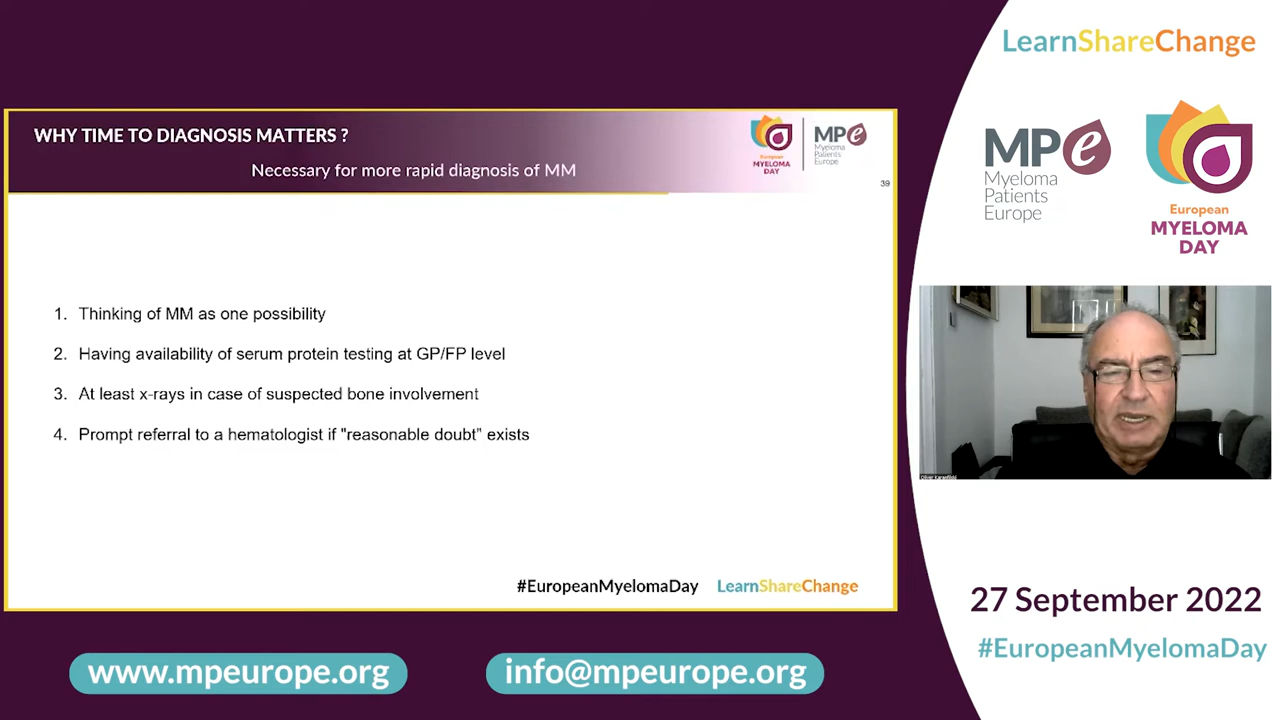 LearnShareChange
WHY TIME TO DIAGNOSIS MATTERS ?
Necessary for more rapid diagnosis of MM
European
MYELOMA
DAY
MPe
Myeloma
Patients
Europe
39
1. Thinking of MM as one possibility
2. Having availability of serum protein testing at GP/FP level
3. At least x-rays in case of suspected bone involvement
4. Prompt referral to a hematologist if "reasonable doubt" exists
#EuropeanMyelomaDay LearnShareChange
MPe
Myeloma
Patients
Europe
European
MYELOMA
DAY
27 September 2022
#EuropeanMyelomaDay
www.mpeurope.org
info@mpeurope.org